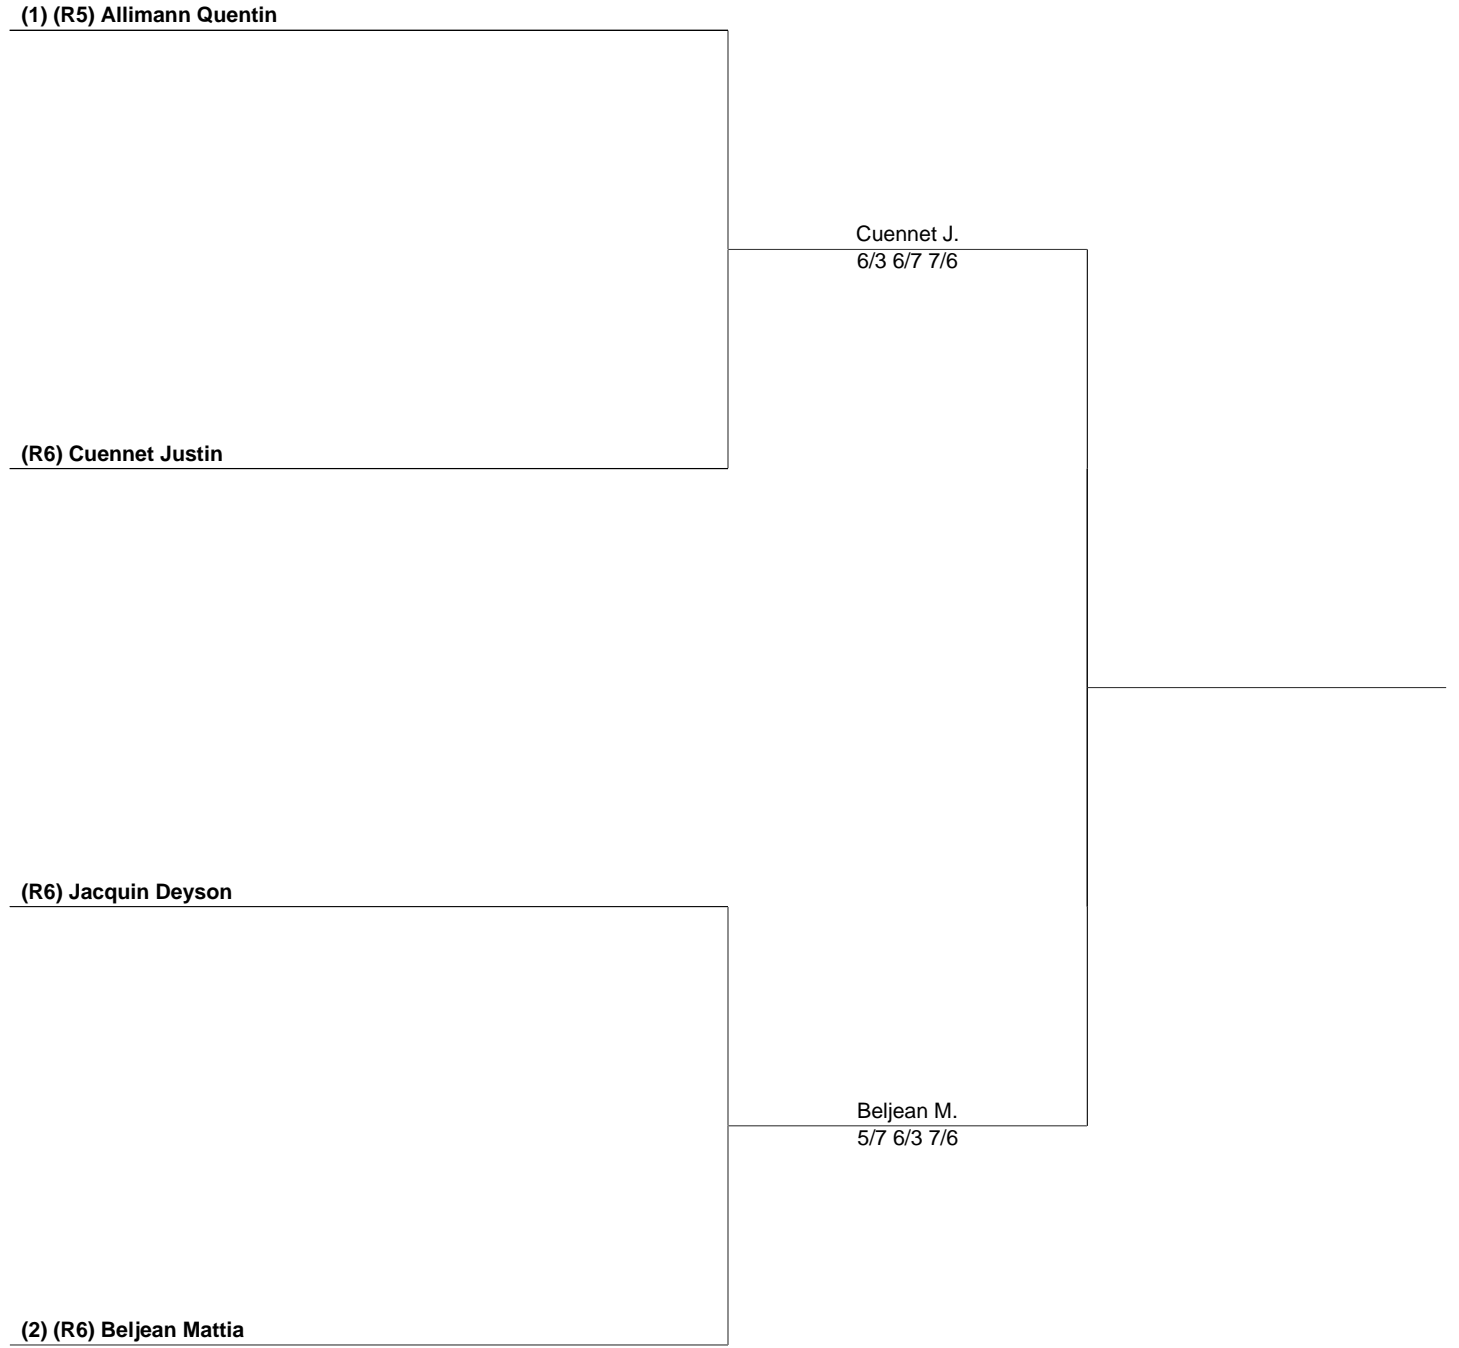 (1) (R5) Allimann Quentin
Cuennet J.
6/3 6/7 7/6
(R6) Cuennet Justin
(R6) Jacquin Deyson
Beljean M.
5/7 6/3 7/6
(2) (R6) Beljean Mattia